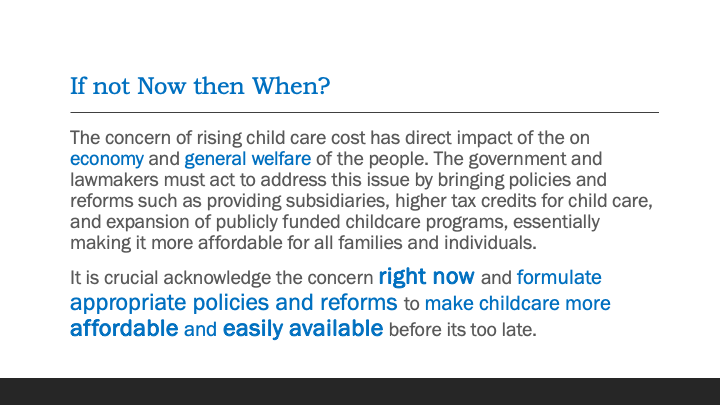 If not Now then When?
The concern of rising child care cost has direct impact of the on
economy and general welfare of the people. The government and
lawmakers must act to address this issue by bringing policies and
reforms such as providing subsidiaries, higher tax credits for child care,
and expansion of publicly funded childcare programs, essentially
making it more affordable for all families and individuals.
It is crucial acknowledge the concern right now and formulate
appropriate policies and reforms to make childcare more
affordable and easily available before its too late.